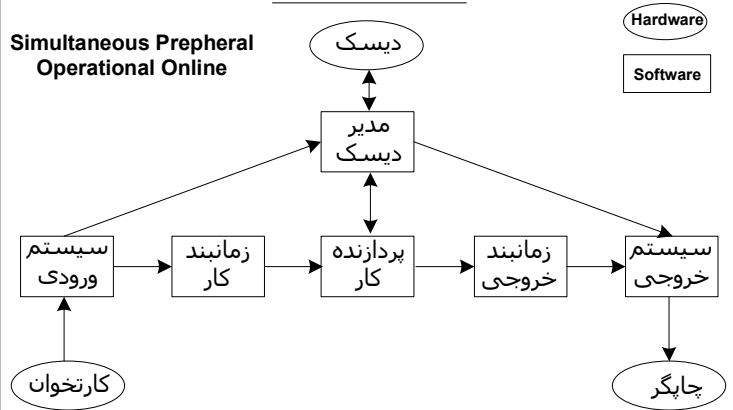 Simultaneous Prepheral
Operational Online
Hardware
Software
دیسک
مدیر
دیسک
سیستم
ورودی
زمانبند
کار
پردازنده
کار
زمانبند
خروجی
سیستم
خروجی
کارتخوان
چاپگر